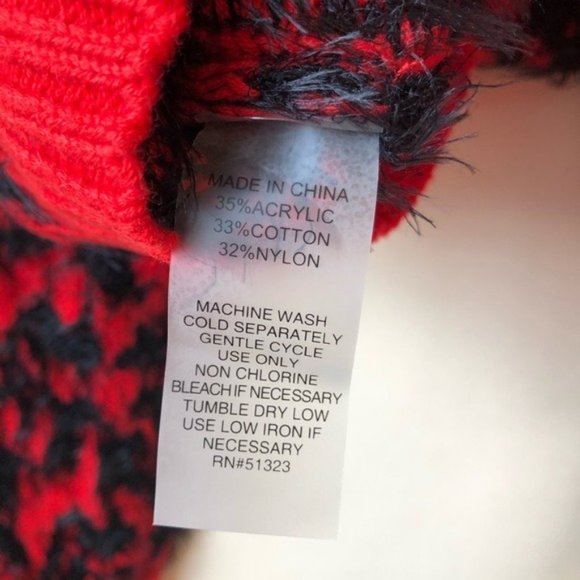 MADE IN CHINA
35%ACRYLIC
33%COTTON
32%NYLON
MACHINE WASH
COLD SEPARATELY
GENTLE CYCLE
USE ONLY
NON CHLORINE
BLEACH IF NECESSARY
TUMBLE DRY LOW
USE LOW IRON IF
NECESSARY
RN#51323